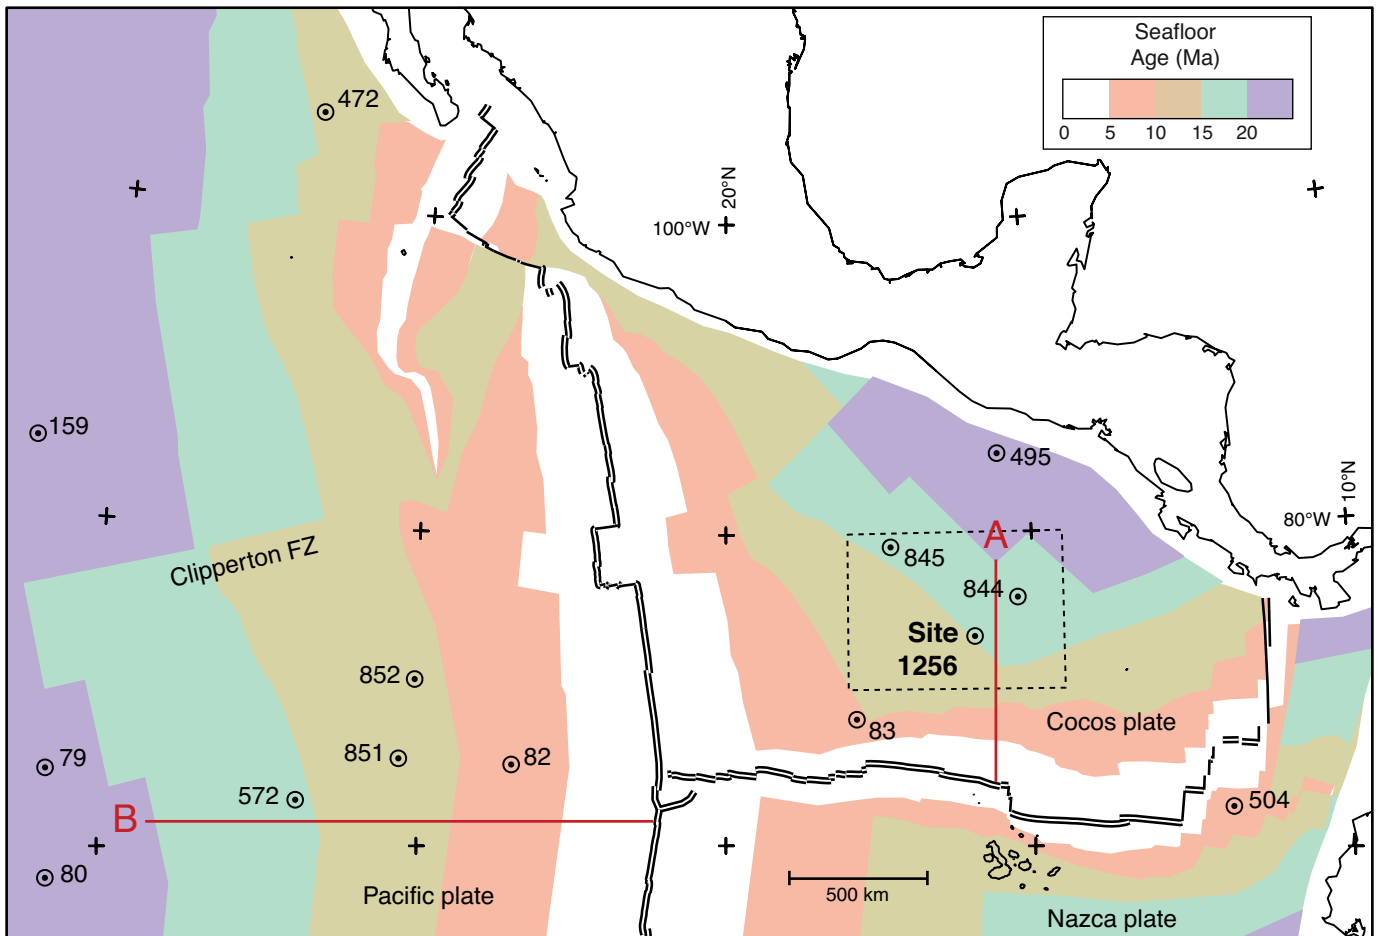 Seafloor
Age (Ma)
0 5 10 15 20
472
20°N
100°W
159
495
10°N
80°W
A
845
Clipperton FZ
844
Site
1256
852
Cocos plate
83
851
82
79
572
504
B
80
500 km
Pacific plate
Nazca plate